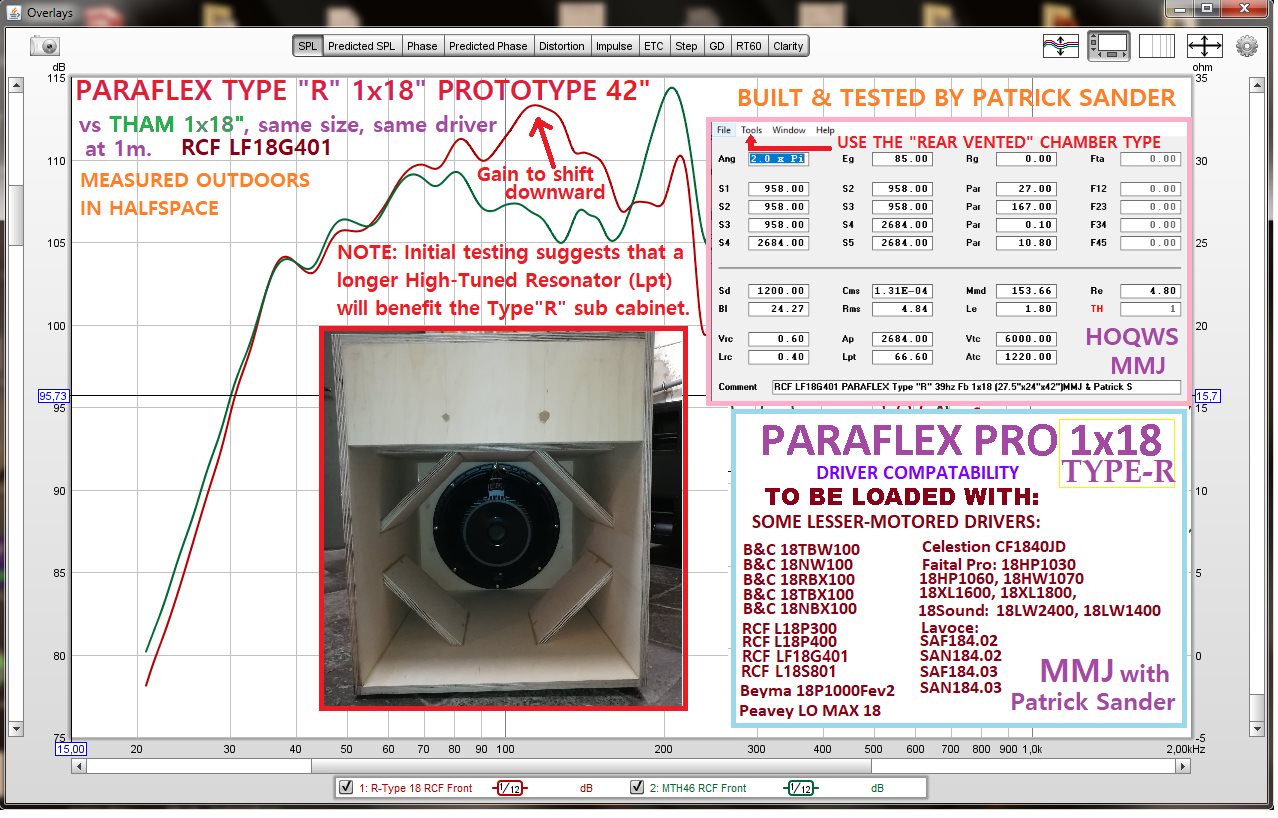 Overlays
SPL Predicted SPL Phase Predicted Phase Distortion Impulse ETC Step GD RT60 Clarity
dB
ohm
115
110
105
100
95,73
95
90
85
80
75
35
30
25
20
15,7
15
10
5
0
-5
PARAFLEX TYPE "R" 1x18" PROTOTYPE 42"
vs THAM 1x18", same size, same driver
at 1m. RCF LF18G401
MEASURED OUTDOORS
IN HALFSPACE
Gain to shift
downward
NOTE: Initial testing suggests that a
longer High-Tuned Resonator (Lpt)
will benefit the Type"R" sub cabinet.
BUILT & TESTED BY PATRICK SANDER
File Tools Window Help
USE THE "REAR VENTED" CHAMBER TYPE
Ang 2.0 x Pi Eg 85.00 Rg 0.00 Fta 0.00
S1 958.00 S2 958.00 Par 27.00 F12 0.00
S2 958.00 S3 958.00 Par 167.00 F23 0.00
S3 958.00 S4 2684.00 Par 0.10 F34 0.00
S4 2684.00 S5 2684.00 Par 10.80 F45 0.00
Sd 1200.00 Cms 1.31E-04 Mmd 153.66 Re 4.80
Bl 24.27 Rms 4.84 Le 1.80 TH 1
Vrc 0.60 Ap 2684.00 Vtc 6000.00
Lrc 0.40 Lpt 66.60 Atc 1220.00
HOQWS
MMJ
Comment RCF LF18G401 PARAFLEX Type "R" 39hz Fb 1x18 (27.5"x24"x42")MMJ & Patrick S
PARAFLEX PRO 1x18
TYPE-R
DRIVER COMPATABILITY
TO BE LOADED WITH:
SOME LESSER-MOTORED DRIVERS:
B&C 18TBW100
B&C 18NW100
B&C 18RBX100
B&C 18TBX100
B&C 18NBX100
RCF L18P300
RCF L18P400
RCF LF18G401
RCF L18S801
Beyma 18P1000Fev2
Peavey LO MAX 18
Celestion CF1840JD
Faital Pro: 18HP1030
18HP1060, 18HW1070
18XL1600, 18XL1800,
18Sound: 18LW2400, 18LW1400
Lavoce:
SAF184.02
SAN184.02
SAF184.03
SAN184.03
MMJ with
Patrick Sander
15,00 20 30 40 50 60 70 80 90 100 200 300 400 500 600 700 800 900 1,0k 2,00kHz
1: R-Type 18 RCF Front 1/12 dB 2: MTH46 RCF Front 1/12 dB